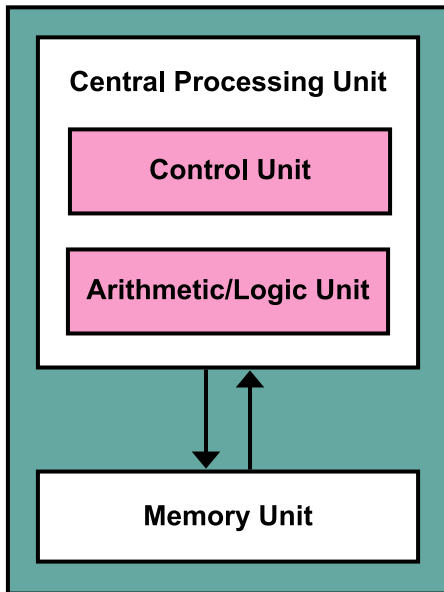 Central Processing Unit
Control Unit
Arithmetic/Logic Unit
Memory Unit